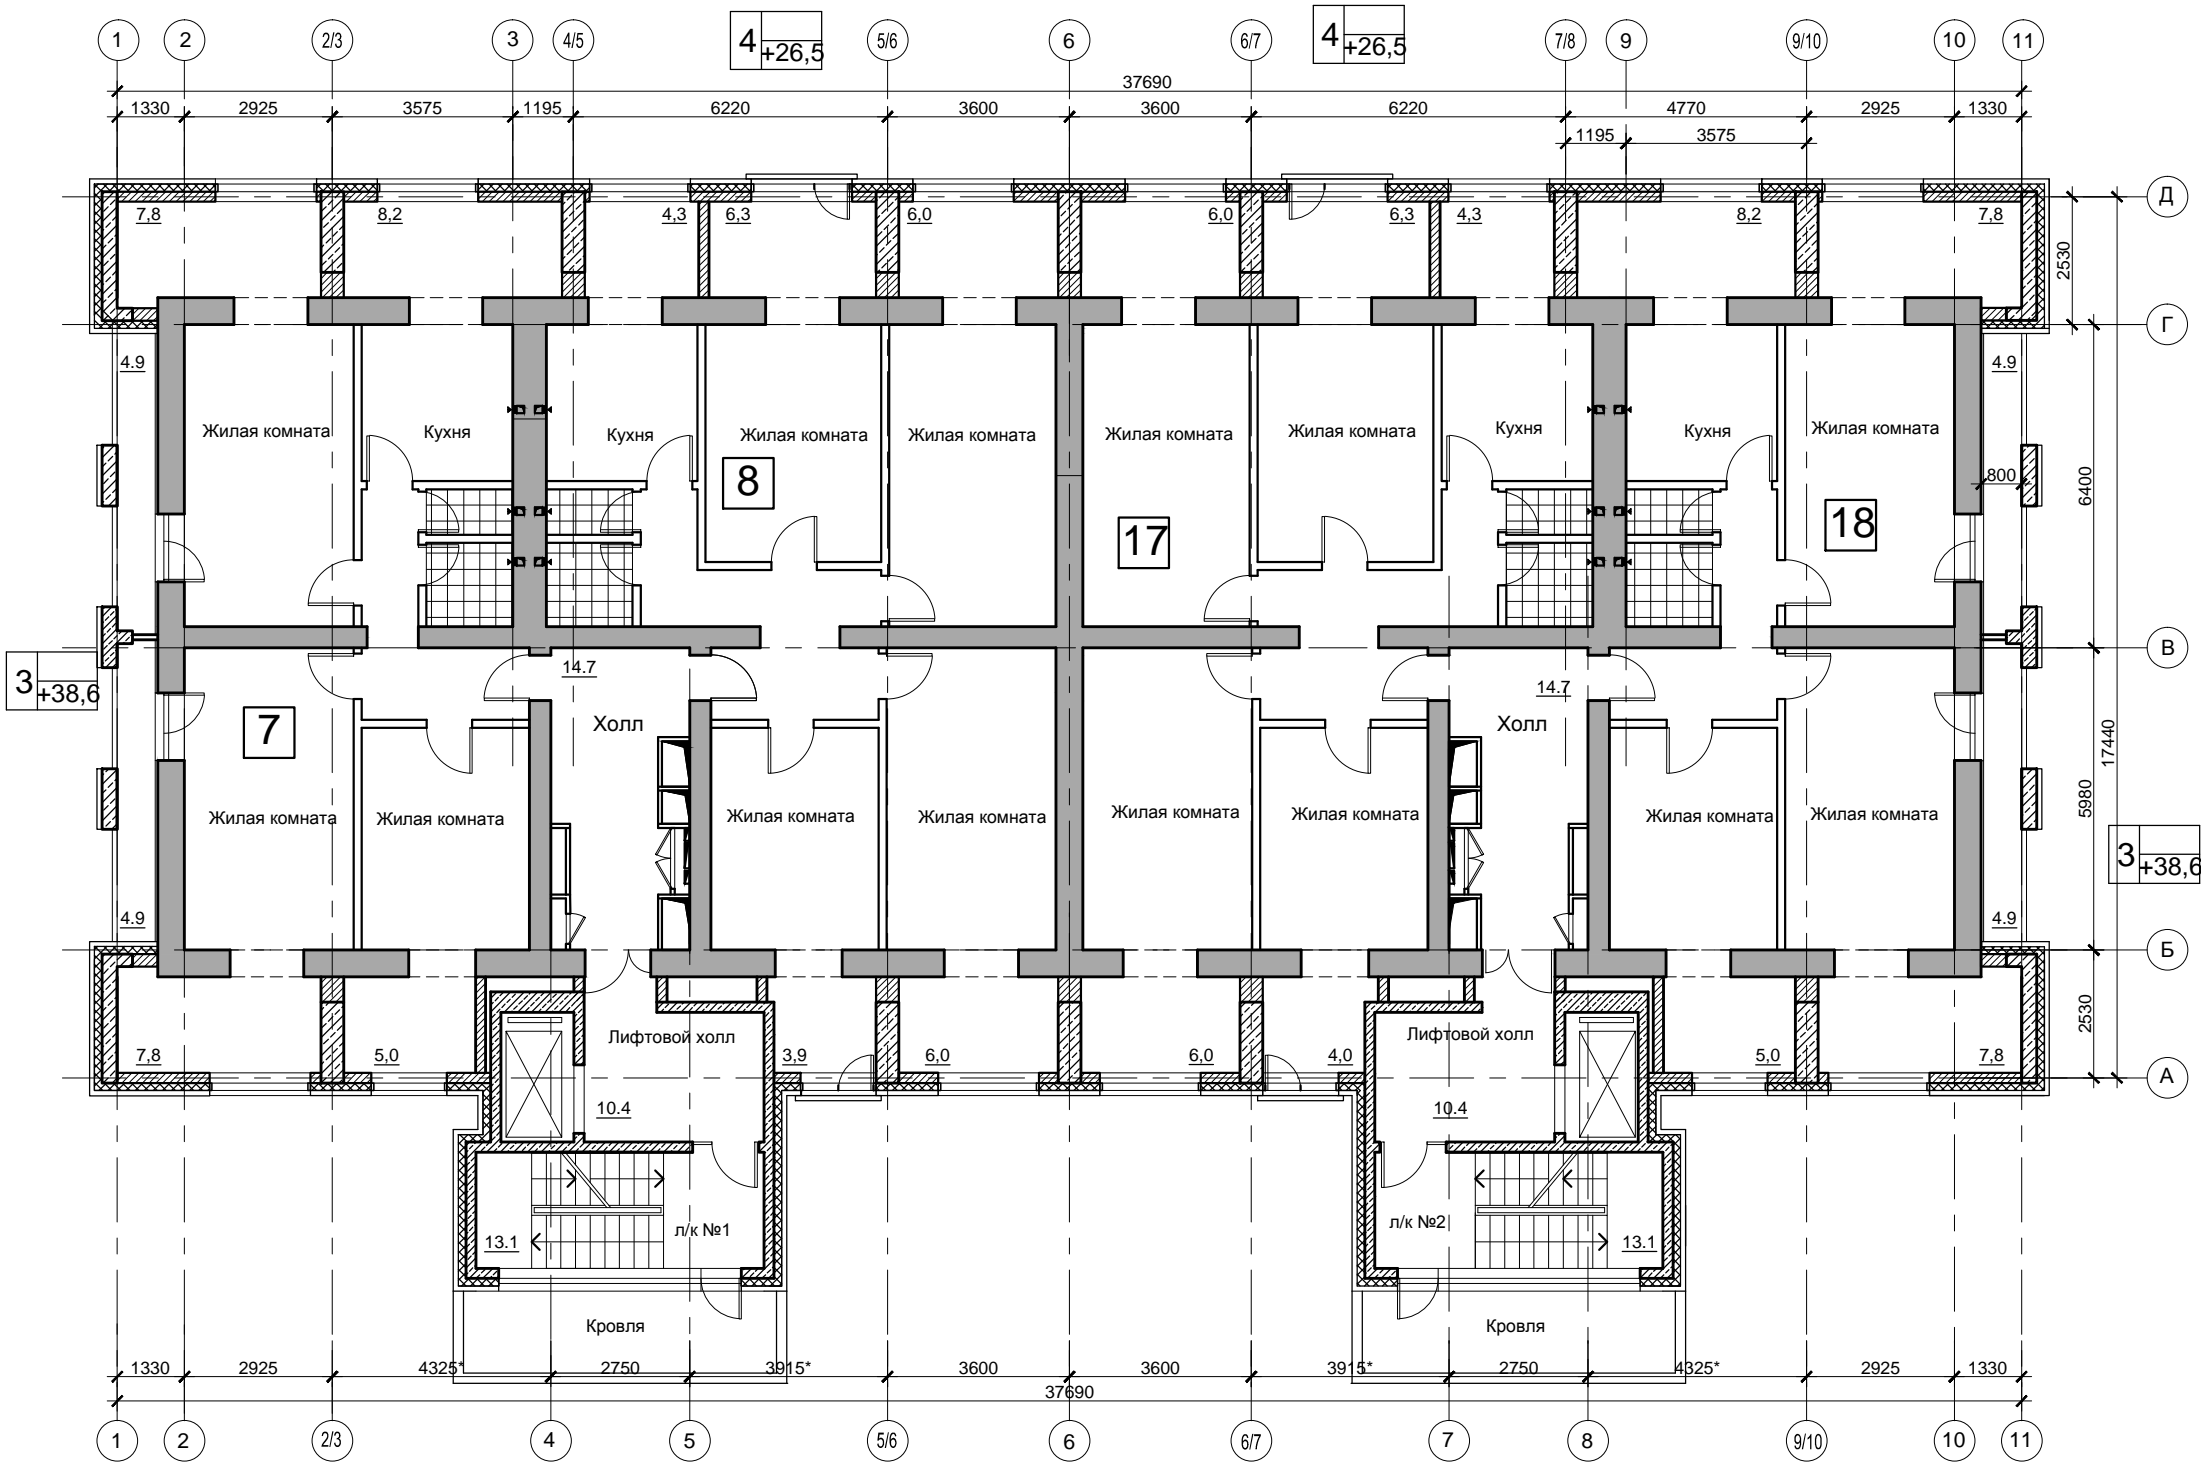 1 2 2/3 3 4/5 5/6 6 6/7 7/8 9 9/10 10 11
4 +26,5 4 +26,5
37690
1330 2925 3575 1195 6220 3600 3600 6220 4770 2925 1330
1195 3575
Д
7,8 8,2 4,3 6,3 6,0 6,0 6,3 4,3 8,2 7,8
2530
Г
4.9 4.9
Жилая комната Кухня Кухня Жилая комната Жилая комната Жилая комната Жилая комната Кухня Кухня Жилая комната
8 17 18
800
6400
В
3 +38,6
14.7 14.7
7 Холл Холл
17440
5980
Жилая комната Жилая комната Жилая комната Жилая комната Жилая комната Жилая комната Жилая комната Жилая комната
3 +38,6
4.9 4.9
Б
2530
Лифтовой холл Лифтовой холл
7,8 5,0 3,9 6,0 6,0 4,0 5,0 7,8
А
10.4 10.4
л/к №1 л/к №2
13.1 13.1
Кровля Кровля
1330 2925 4325* 2750 3915* 3600 3600 3915* 2750 4325* 2925 1330
37690
1 2 2/3 4 5 5/6 6 6/7 7 8 9/10 10 11